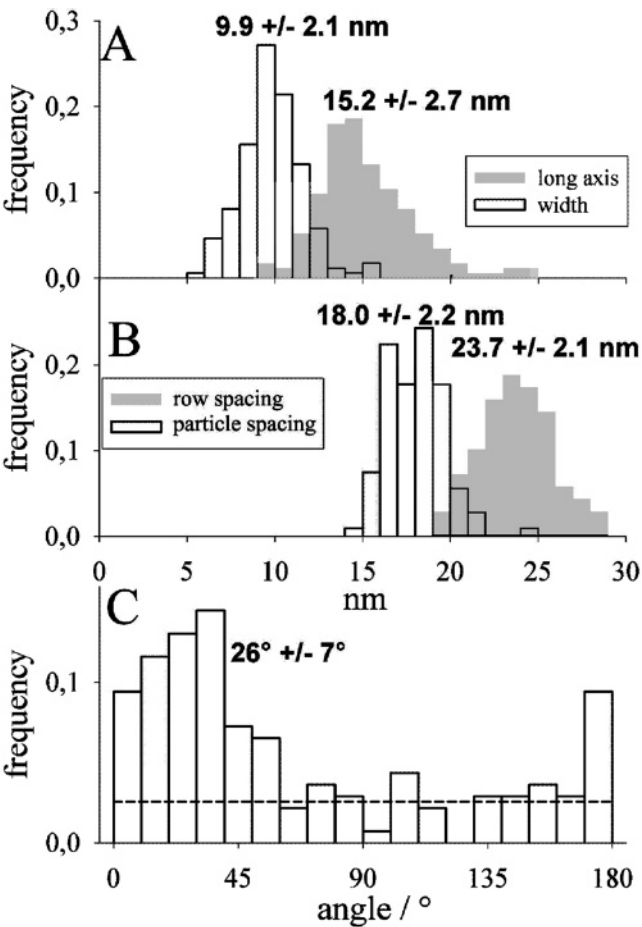 A
9.9 +/- 2.1 nm
15.2 +/- 2.7 nm
frequency
0,3
0,2
0,1
0,0
long axis
width
B
18.0 +/- 2.2 nm
23.7 +/- 2.1 nm
frequency
0,2
0,1
0,0
row spacing
particle spacing
0
5
10
15
20
25
30
nm
C
26° +/- 7°
frequency
0,1
0,0
0
45
90
135
180
angle / °